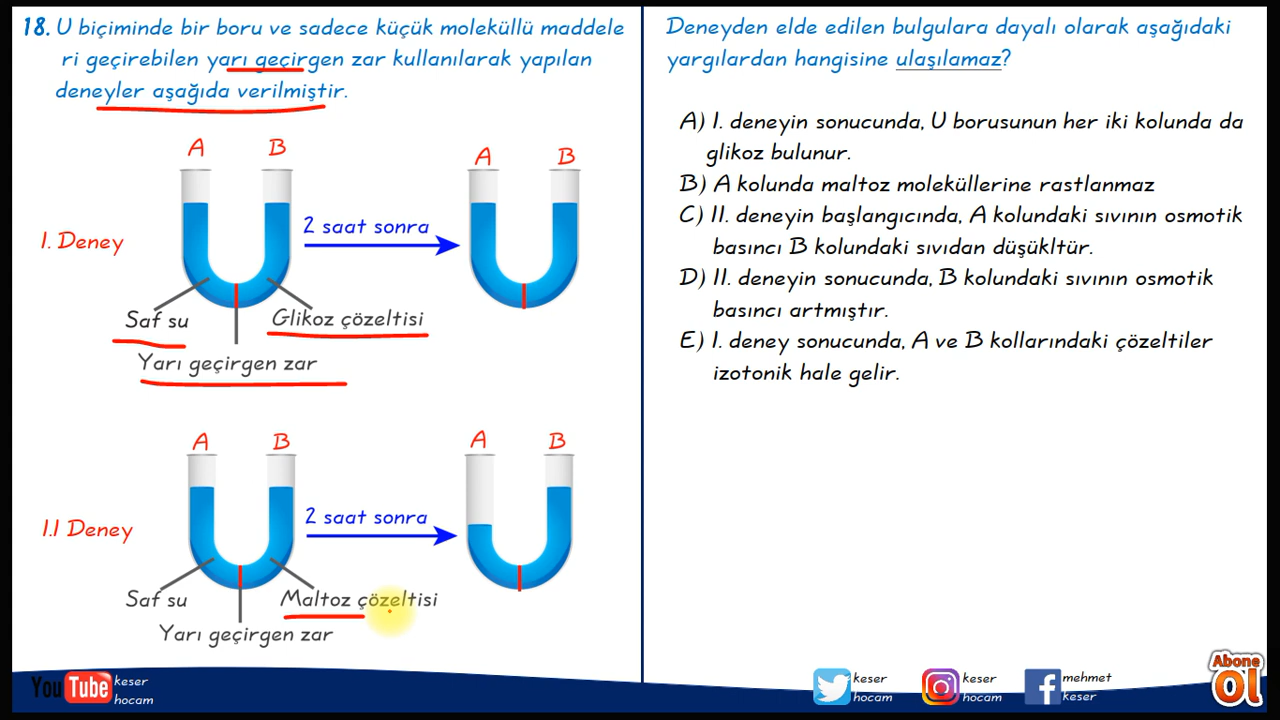 18. U biçiminde bir boru ve sadece küçük moleküllü maddele
ri geçirebilen yarı geçirgen zar kullanılarak yapılan
deneyler aşağıda verilmiştir.
A B
A B
I. Deney
2 saat sonra
Saf su
Glikoz çözeltisi
Yarı geçirgen zar
A B
A B
I.I Deney
2 saat sonra
Saf su
Maltoz çözeltisi
Yarı geçirgen zar
Deneyden elde edilen bulgulara dayalı olarak aşağıdaki
yargılardan hangisine ulaşılamaz?
A) I. deneyin sonucunda, U borusunun her iki kolunda da
glikoz bulunur.
B) A kolunda maltoz moleküllerine rastlanmaz
C) II. deneyin başlangıcında, A kolundaki sıvının osmotik
basıncı B kolundaki sıvıdan düşükltür.
D) II. deneyin sonucunda, B kolundaki sıvının osmotik
basıncı artmıştır.
E) I. deney sonucunda, A ve B kollarındaki çözeltiler
izotonik hale gelir.
YouTube keser
hocam
keser
hocam
keser
hocam
mehmet
keser
Abone
Ol